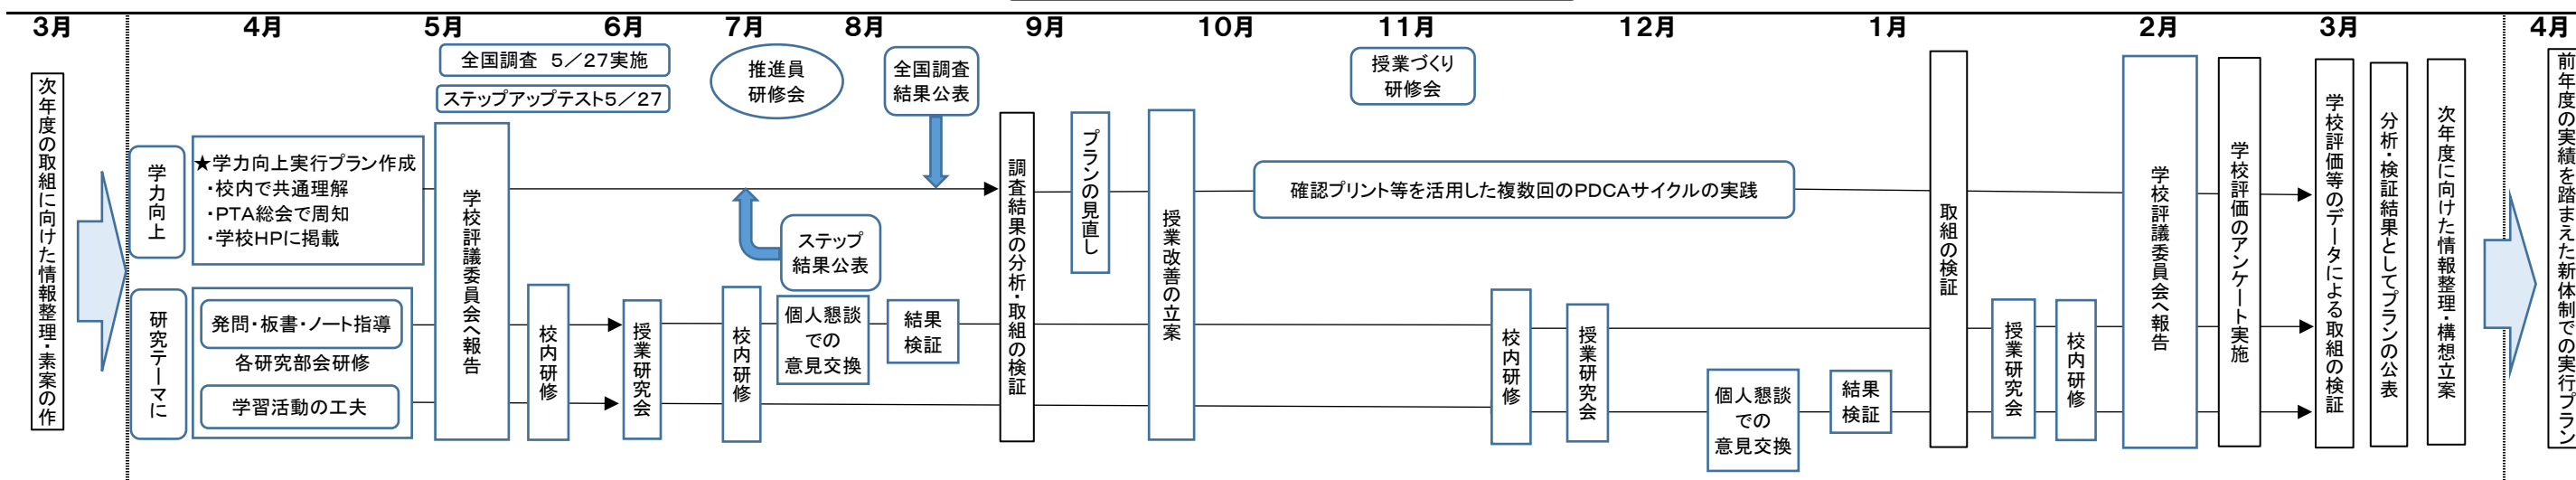 3月
4月
5月
6月
7月
8月
9月
10月
11月
12月
1月
2月
3月
4月
次年度の取組に向けた情報整理・素案の作
学力向上
★学力向上実行プラン作成
・校内で共通理解
・PTA総会で周知
・学校HPに掲載
研究テーマに
発問・板書・ノート指導
各研究部会研修
学習活動の工夫
全国調査 5／27実施
ステップアップテスト5／27
学校評議委員会へ報告
校内研修
授業研究会
推進員
研修会
ステップ
結果公表
校内研修
個人懇談
での
意見交換
全国調査
結果公表
結果
検証
調査結果の分析・取組の検証
プランの見直し
授業改善の立案
授業づくり
研修会
確認プリント等を活用した複数回のPDCAサイクルの実践
校内研修
授業研究会
個人懇談
での
意見交換
結果
検証
取組の検証
授業研究会
校内研修
学校評議委員会へ報告
学校評価のアンケート実施
学校評価等のデータによる取組の検証
分析・検証結果としてプランの公表
次年度に向けた情報整理・構想立案
前年度の実績を踏まえた新体制での実行プラン